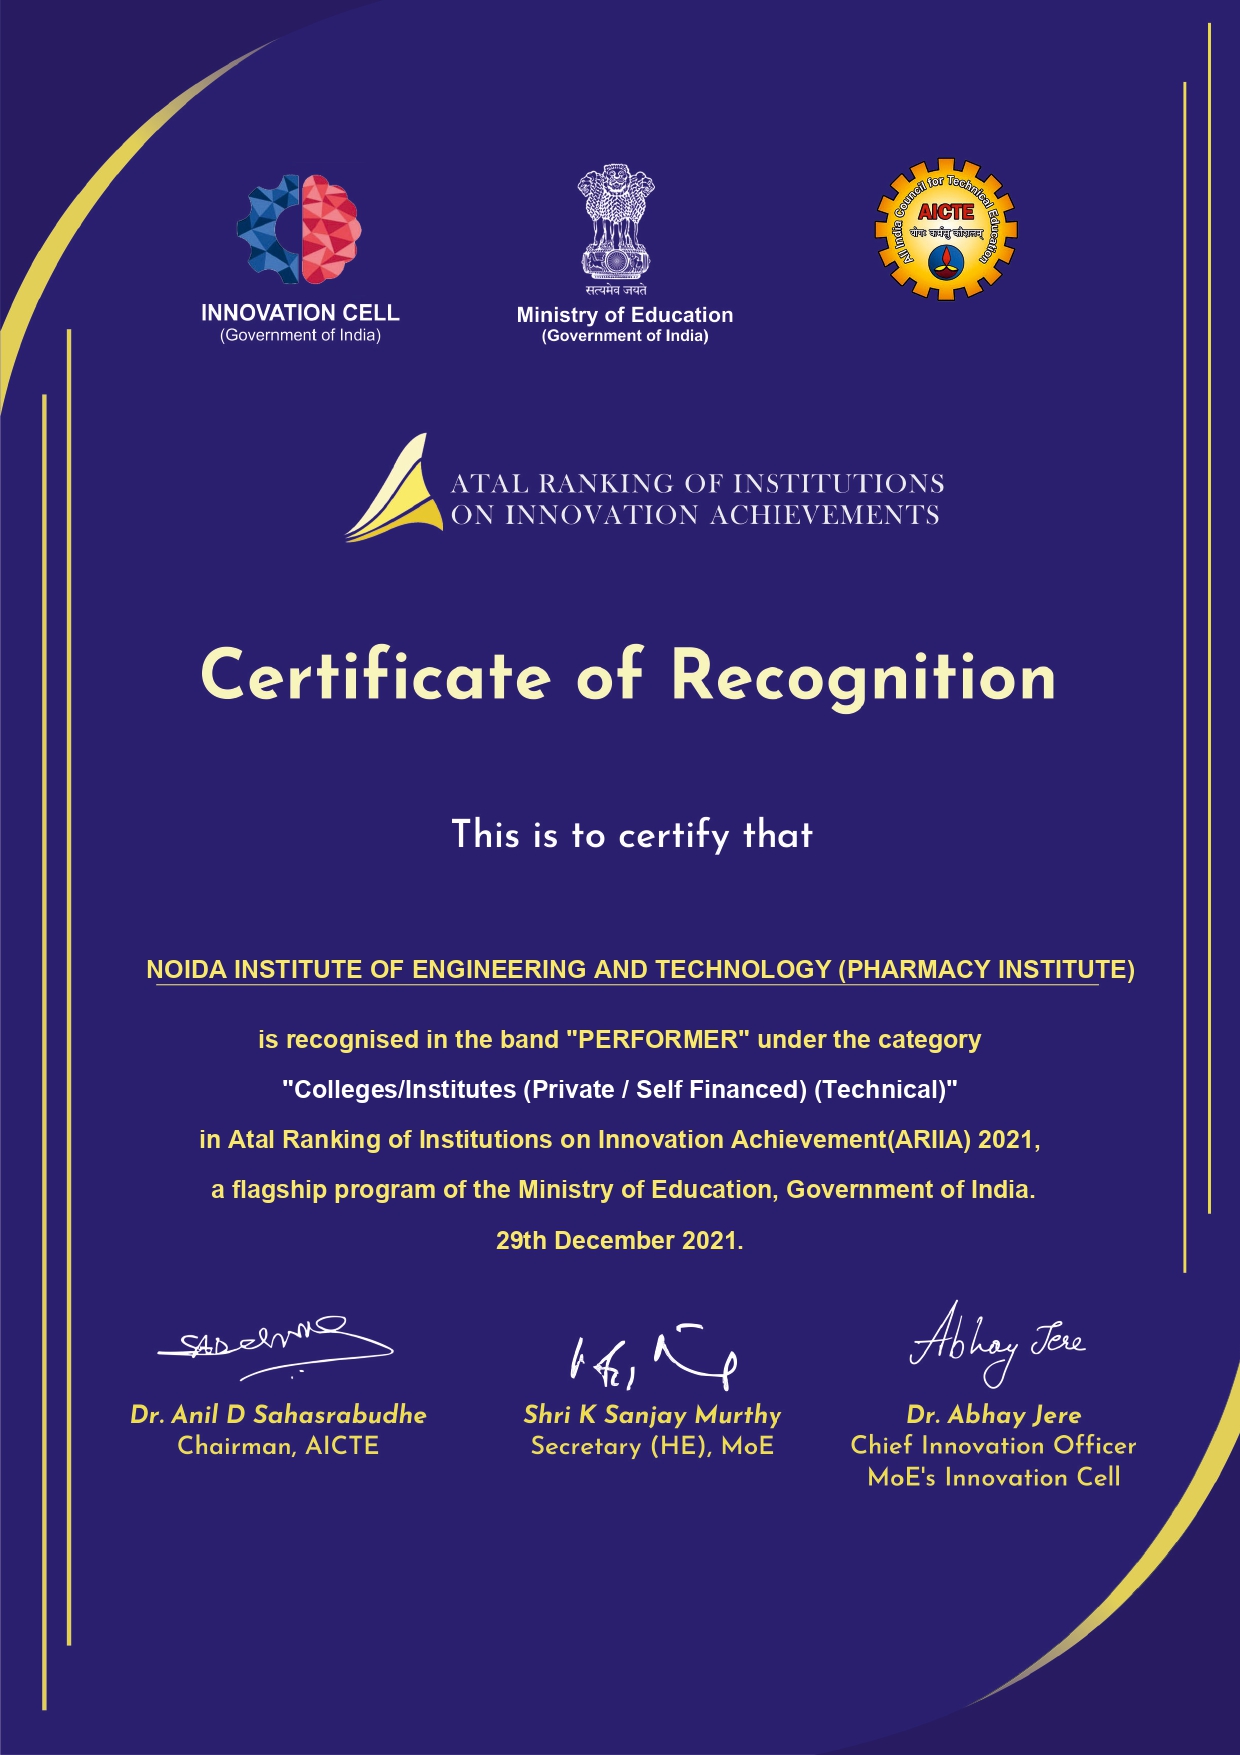 INNOVATION CELL
(Government of India)
सत्यमेव जयते
Ministry of Education
(Government of India)
All India Council for Technical Education
AICTE
योगः कर्मसु कौशलम्
ATAL RANKING OF INSTITUTIONS
ON INNOVATION ACHIEVEMENTS
Certificate of Recognition
This is to certify that
NOIDA INSTITUTE OF ENGINEERING AND TECHNOLOGY (PHARMACY INSTITUTE)
is recognised in the band "PERFORMER" under the category
"Colleges/Institutes (Private / Self Financed) (Technical)"
in Atal Ranking of Institutions on Innovation Achievement(ARIIA) 2021,
a flagship program of the Ministry of Education, Government of India.
29th December 2021.
Abhay Jere
Dr. Anil D Sahasrabudhe
Chairman, AICTE
Shri K Sanjay Murthy
Secretary (HE), MoE
Dr. Abhay Jere
Chief Innovation Officer
MoE's Innovation Cell